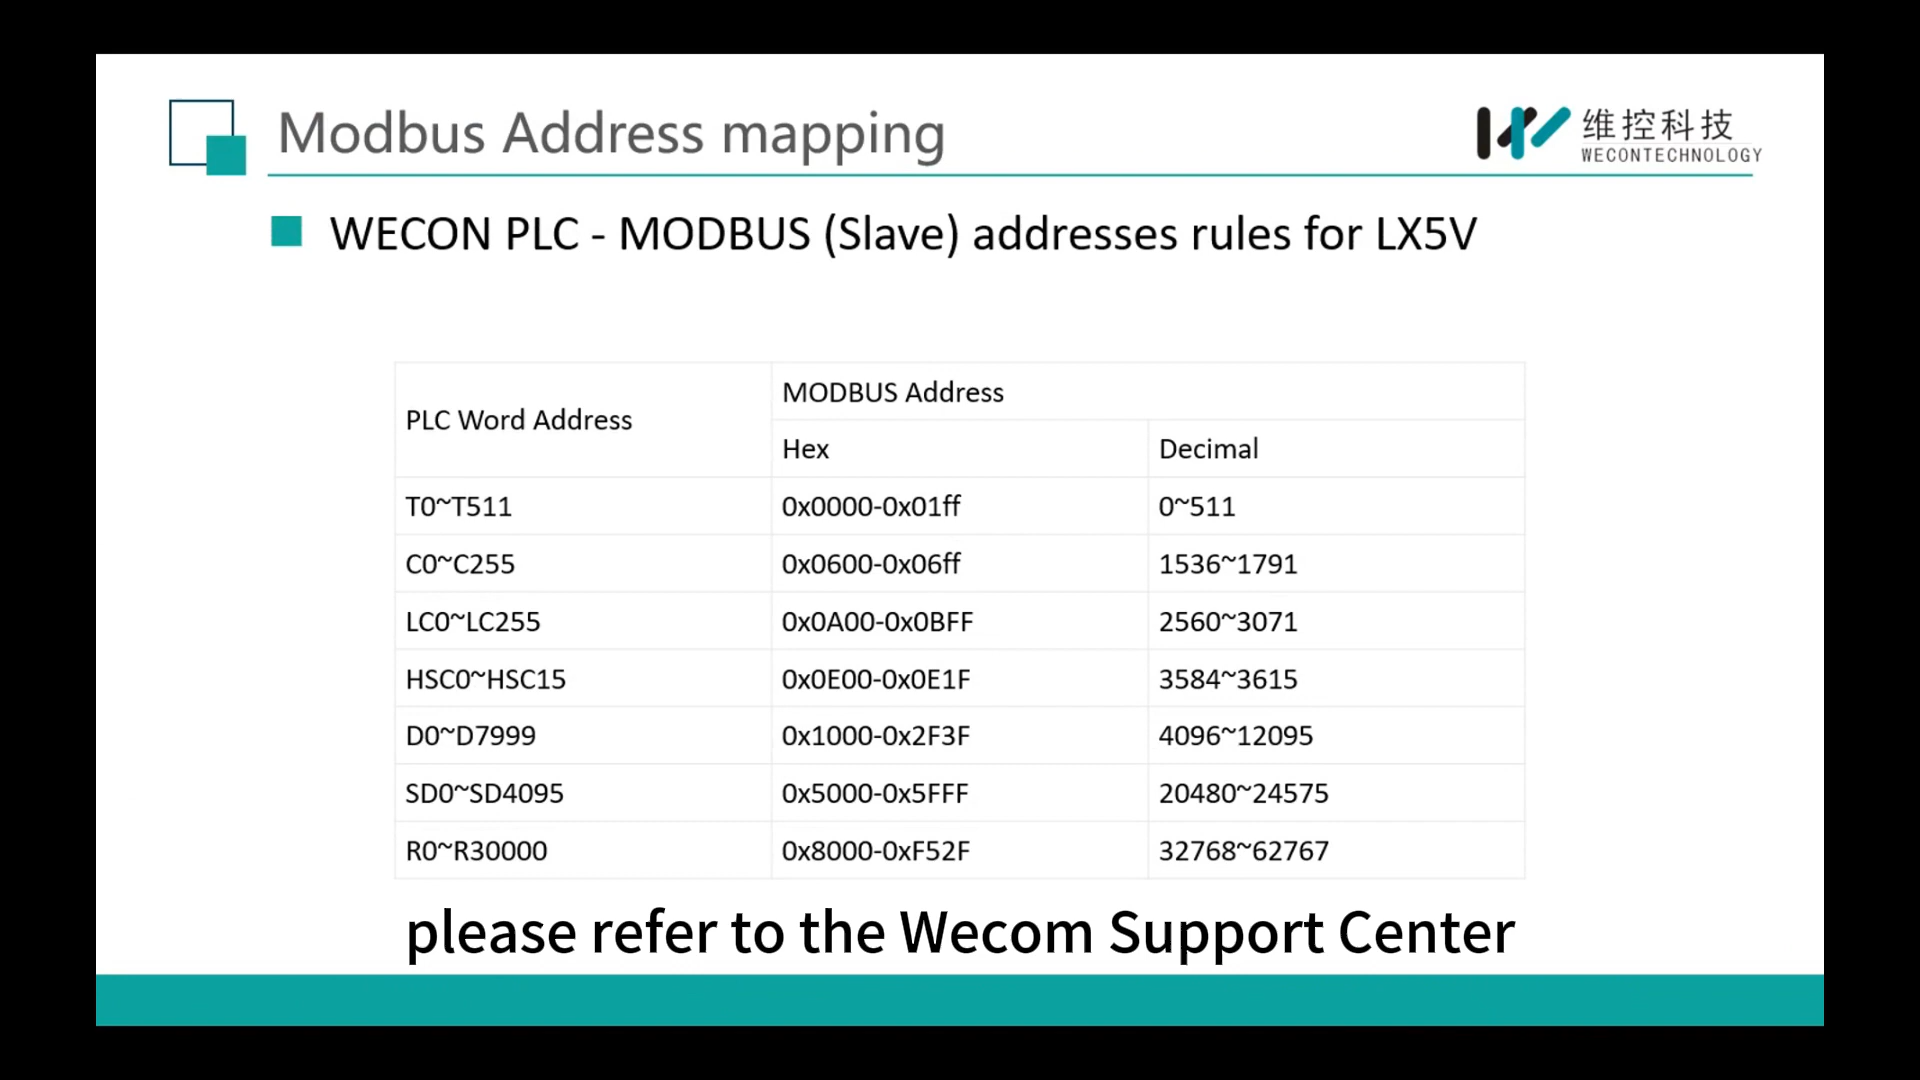 Modbus Address mapping
维控科技
WECONTECHNOLOGY
WECON PLC - MODBUS (Slave) addresses rules for LX5V
PLC Word Address
MODBUS Address
Hex
Decimal
T0~T511
0x0000-0x01ff
0~511
C0~C255
0x0600-0x06ff
1536~1791
LC0~LC255
0x0A00-0x0BFF
2560~3071
HSC0~HSC15
0x0E00-0x0E1F
3584~3615
D0~D7999
0x1000-0x2F3F
4096~12095
SD0~SD4095
0x5000-0x5FFF
20480~24575
R0~R30000
0x8000-0xF52F
32768~62767
please refer to the Wecom Support Center